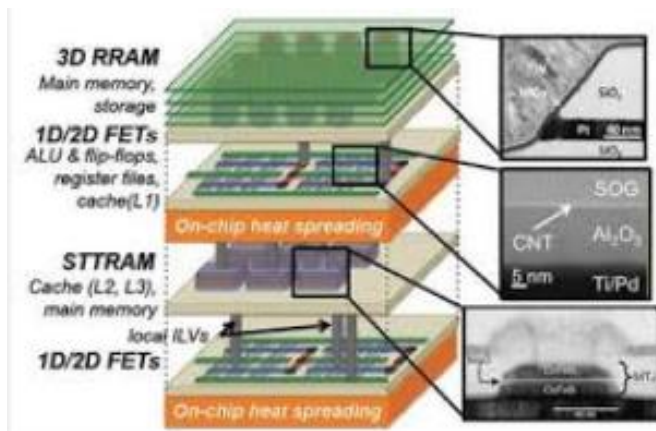 3D RRAM
Main memory,
storage
1D/2D FETs
ALU & flip-flops,
register files,
cache(L1)
On-chip heat spreading
STTRAM
Cache (L2, L3),
main memory
local ILVs
1D/2D FETs
On-chip heat spreading
SiO₂
Pt
SiO₂
SOG
CNT
Al₂O₃
5 nm
Ti/Pd